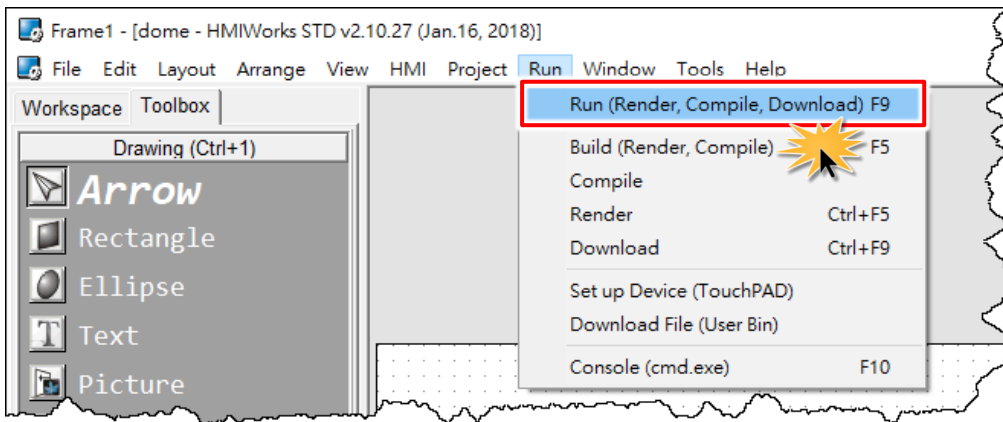 Frame1 - [dome - HMIWorks STD v2.10.27 (Jan.16, 2018)]
File Edit Layout Arrange View HMI Project Run Window Tools Help
Workspace Toolbox
Drawing (Ctrl+1)
Arrow
Rectangle
Ellipse
T Text
Picture
Run (Render, Compile, Download) F9
Build (Render, Compile) F5
Compile
Render Ctrl+F5
Download Ctrl+F9
Set up Device (TouchPAD)
Download File (User Bin)
Console (cmd.exe) F10